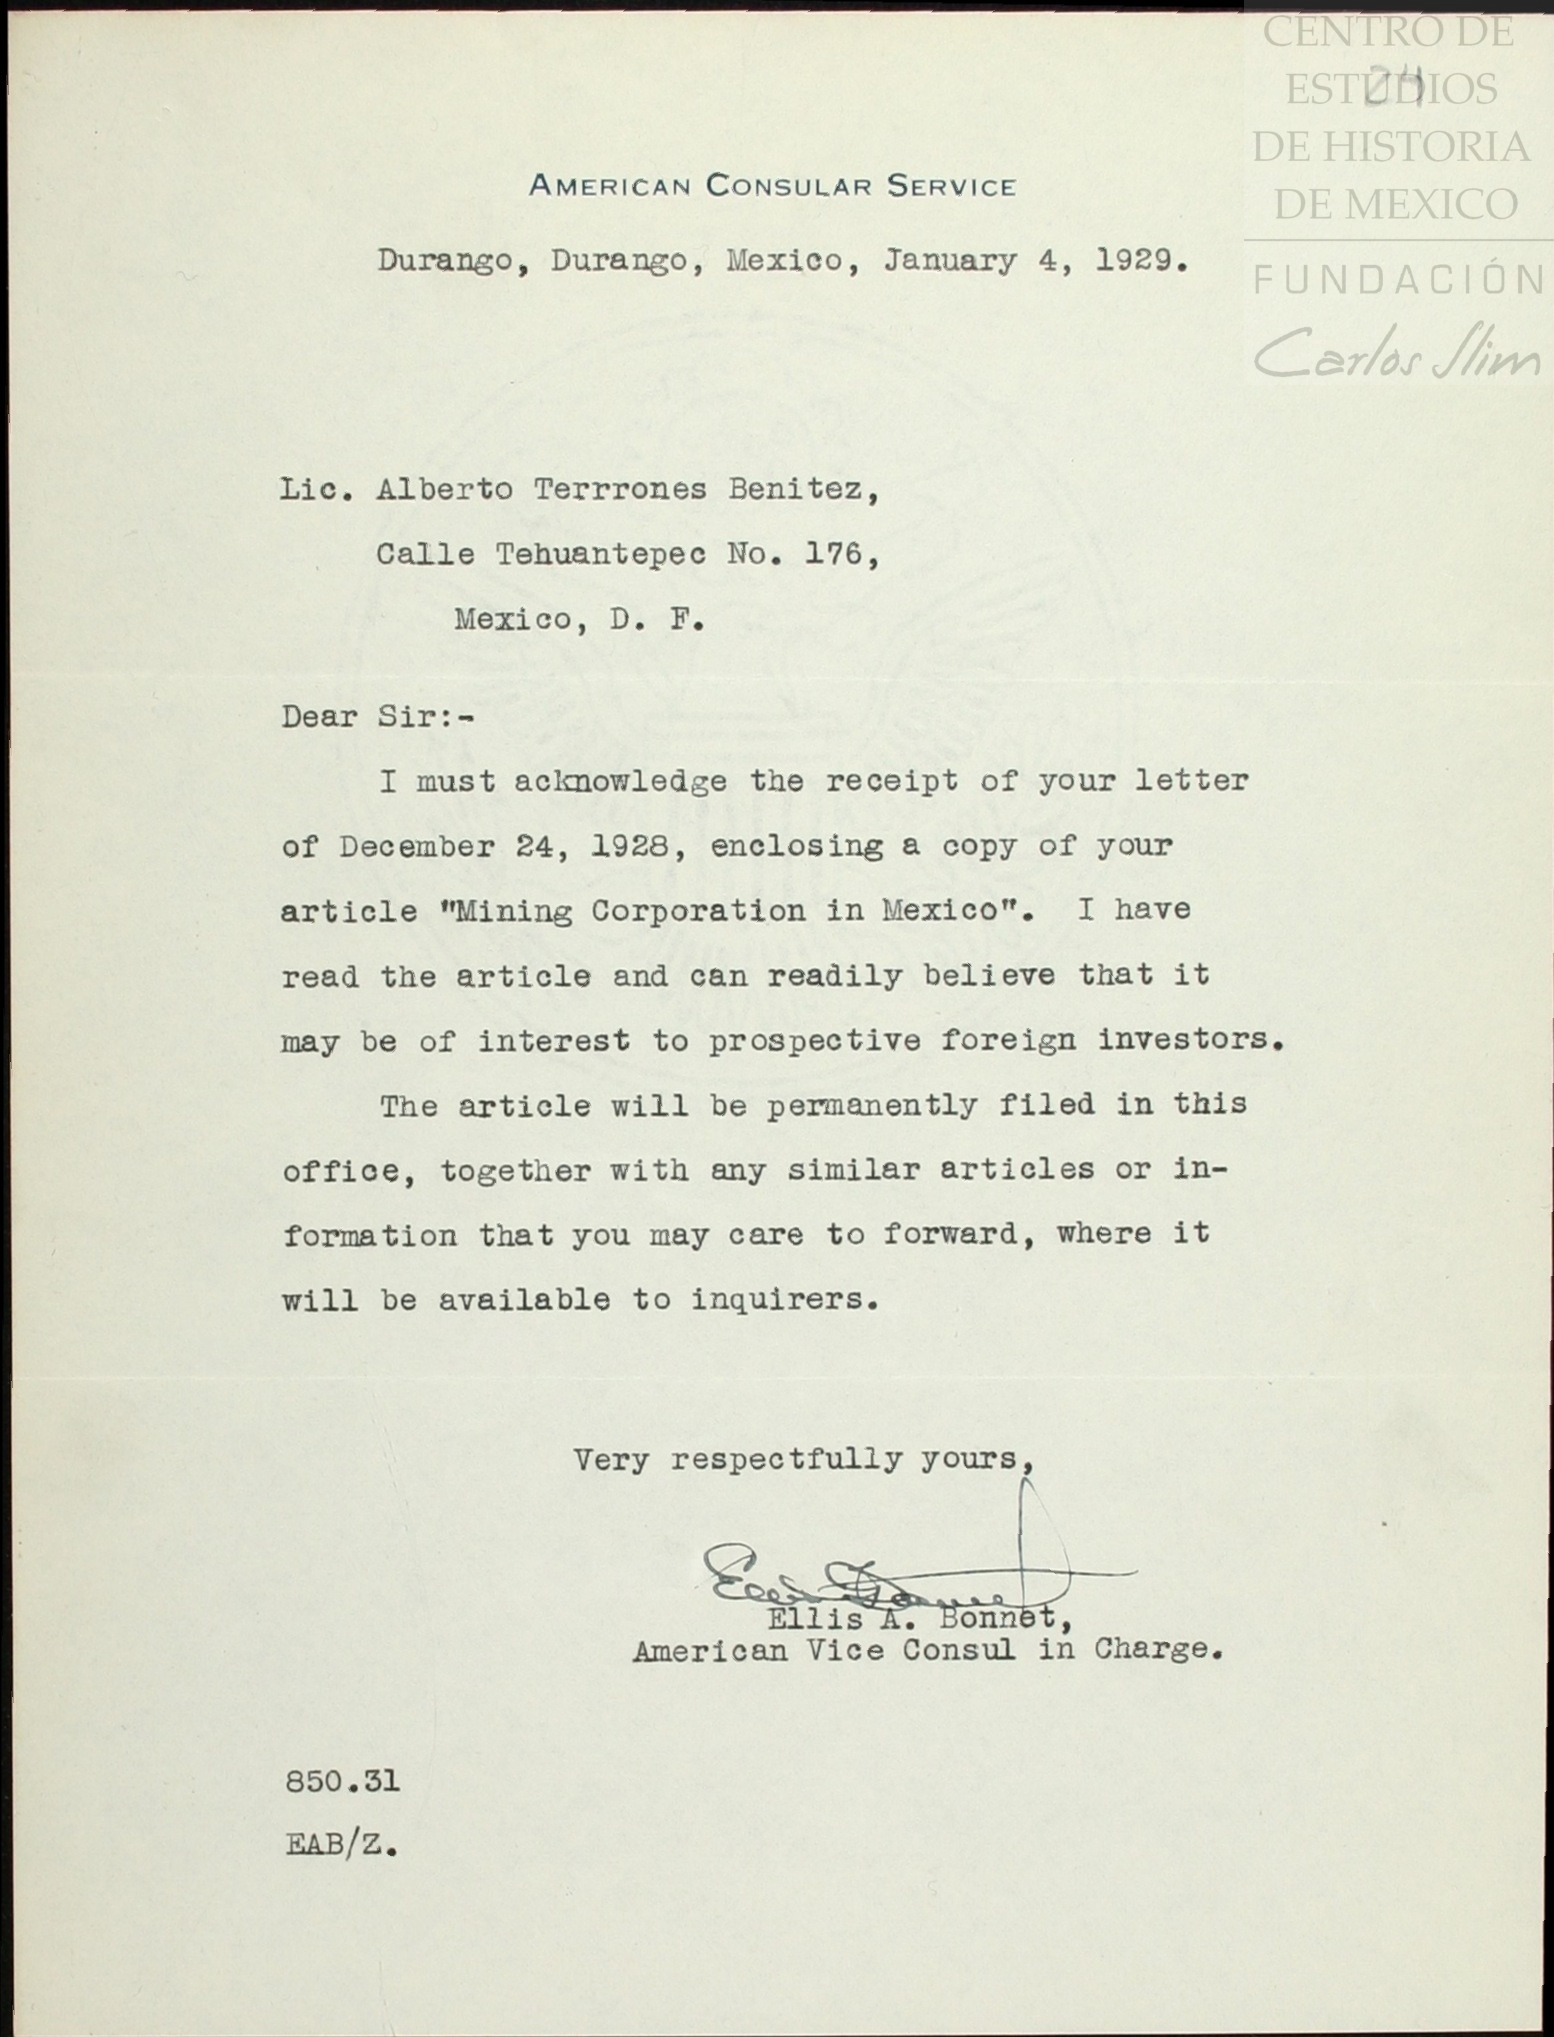 CENTRO DE
ESTUDIOS
DE HISTORIA
DE MEXICO
FUNDACIÓN
Carlos Slim
24
AMERICAN CONSULAR SERVICE
Durango, Durango, Mexico, January 4, 1929.
Lic. Alberto Terrrones Benitez,
Calle Tehuantepec No. 176,
Mexico, D. F.
Dear Sir:-
I must acknowledge the receipt of your letter
of December 24, 1928, enclosing a copy of your
article "Mining Corporation in Mexico". I have
read the article and can readily believe that it
may be of interest to prospective foreign investors.
The article will be permanently filed in this
office, together with any similar articles or in-
formation that you may care to forward, where it
will be available to inquirers.
Very respectfully yours,
Ellis A. Bonnet,
American Vice Consul in Charge.
850.31
EAB/Z.